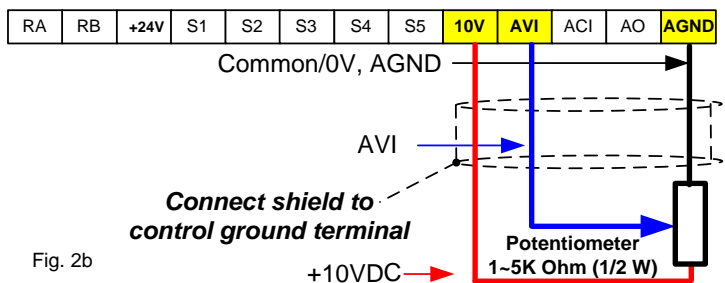 RA RB +24V S1 S2 S3 S4 S5 10V AVI ACI AO AGND
Common/0V, AGND
AVI
Connect shield to
control ground terminal
Potentiometer
1~5K Ohm (1/2 W)
Fig. 2b
+10VDC